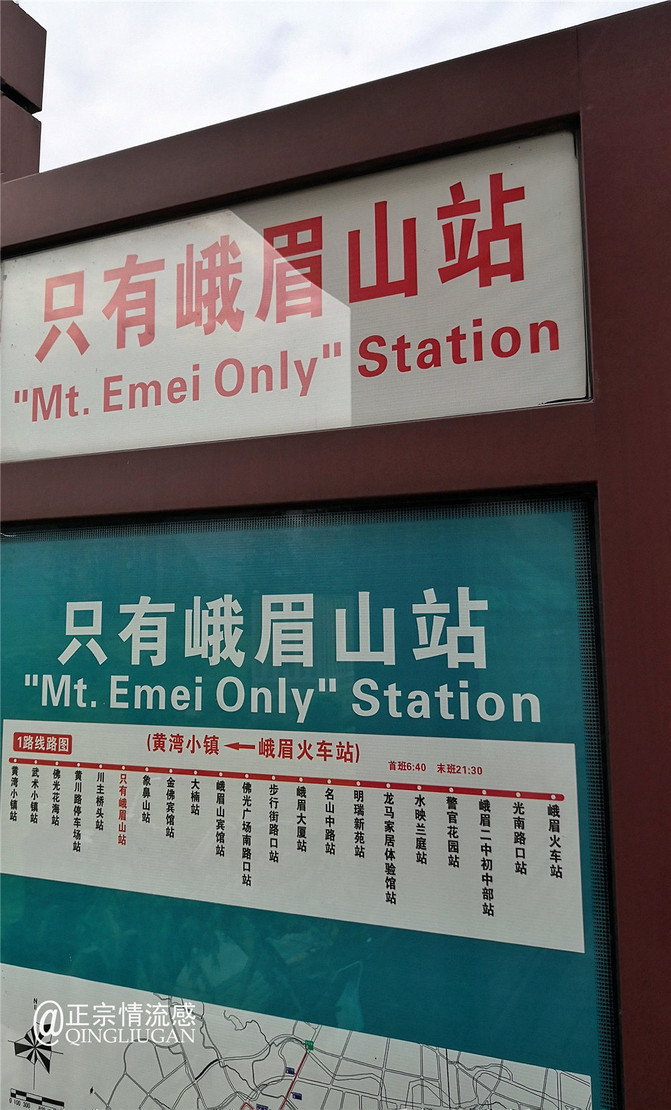 只有峨眉山站
"Mt. Emei Only" Station
只有峨眉山站
"Mt. Emei Only" Station
1路线路图
(黄湾小镇←峨眉火车站)
首班6:40 末班21:30
黄湾小镇站
武术小镇站
佛光花海站
黄川路停车场站
川主桥头站
只有峨眉山站
象鼻山站
金佛宾馆站
大楠站
峨眉山宾馆站
佛光广场南路口站
步行街路口站
峨眉大厦站
名山中路站
明瑞新苑站
龙马家居体验馆站
水映兰庭站
警官花园站
峨眉二中初中部站
光南路口站
峨眉火车站
N
@正宗情流感
QINGLIUGAN